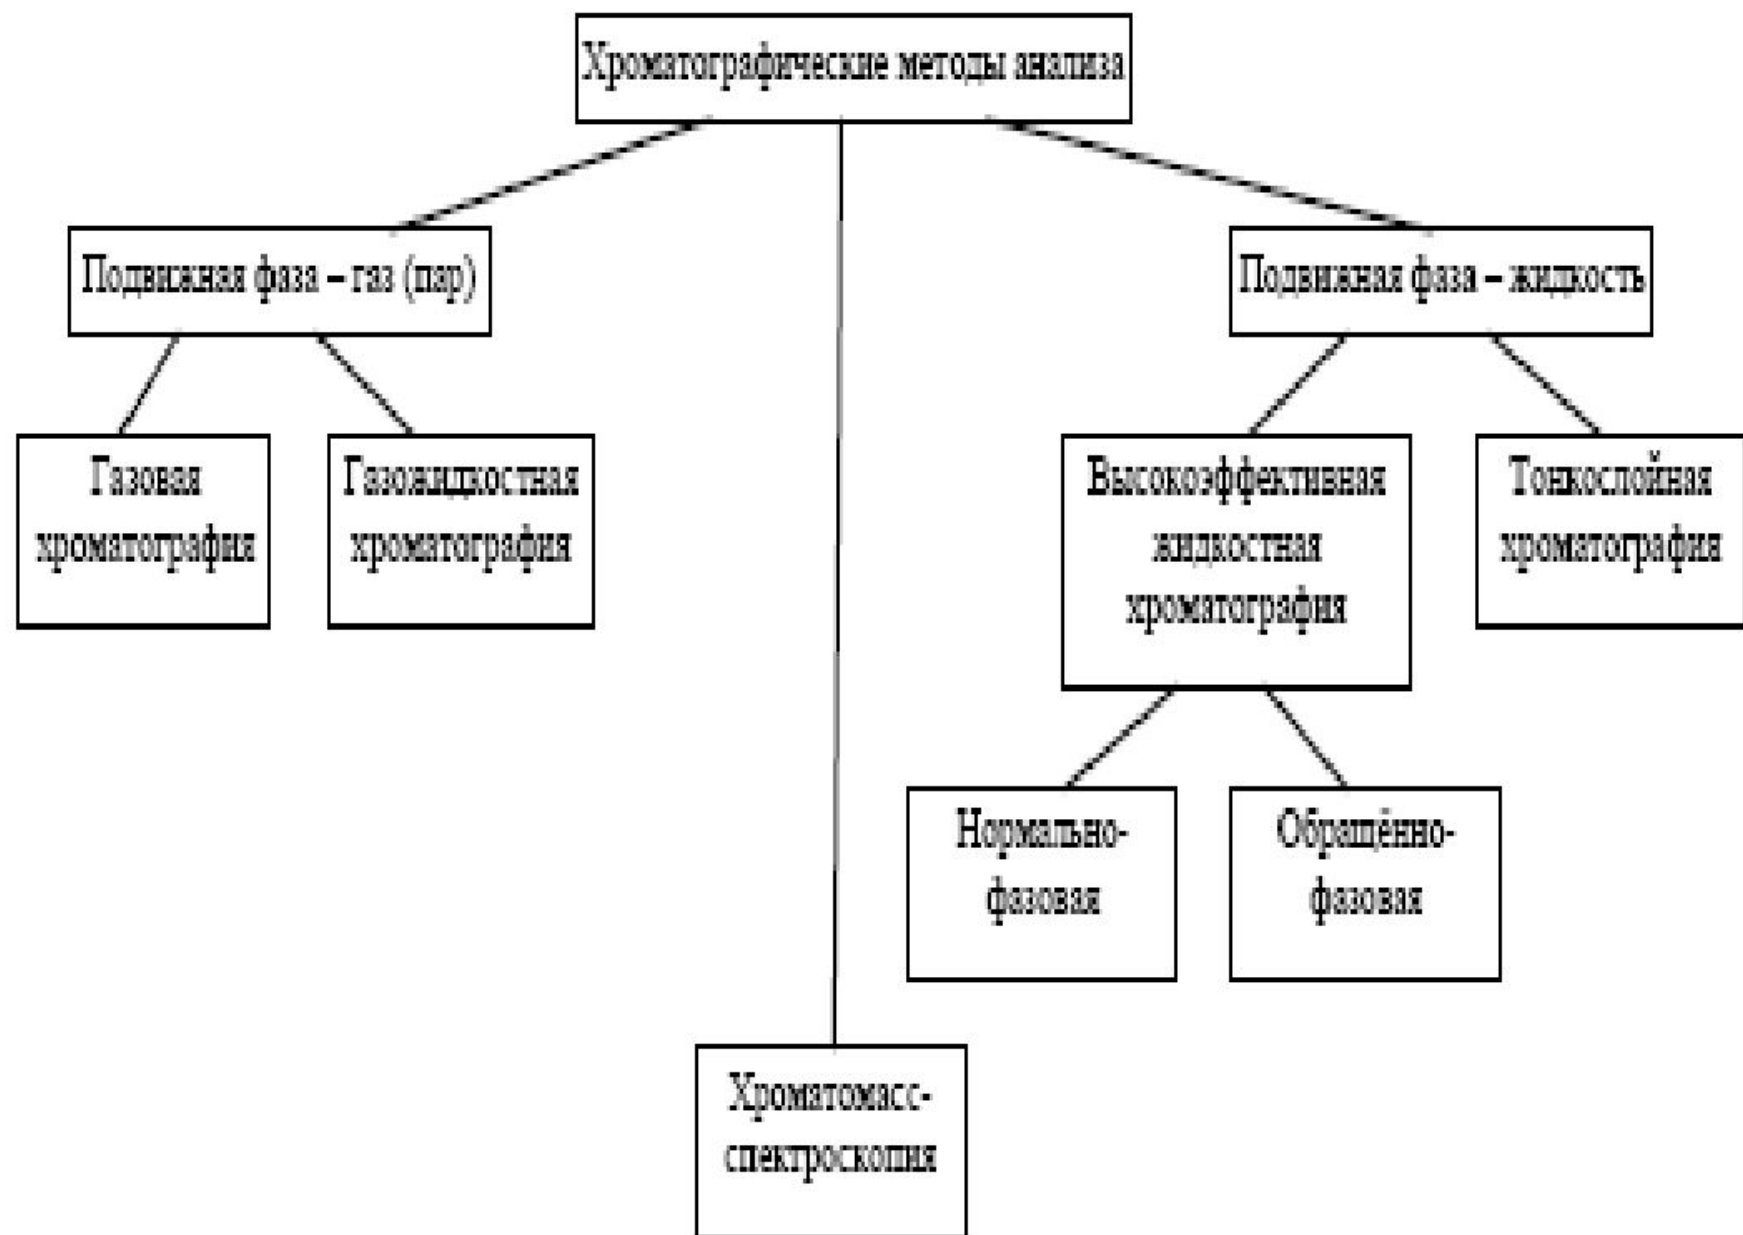 Хроматографические методы анализа
Подвижная фаза – газ (пар)
Подвижная фаза – жидкость
Газовая
хроматография
Газожидкостная
хроматография
Высокоэффективная
жидкостная
хроматография
Тонкослойная
хроматография
Нормально-
фазовая
Обращённо-
фазовая
Хроматомасс-
спектроскопия